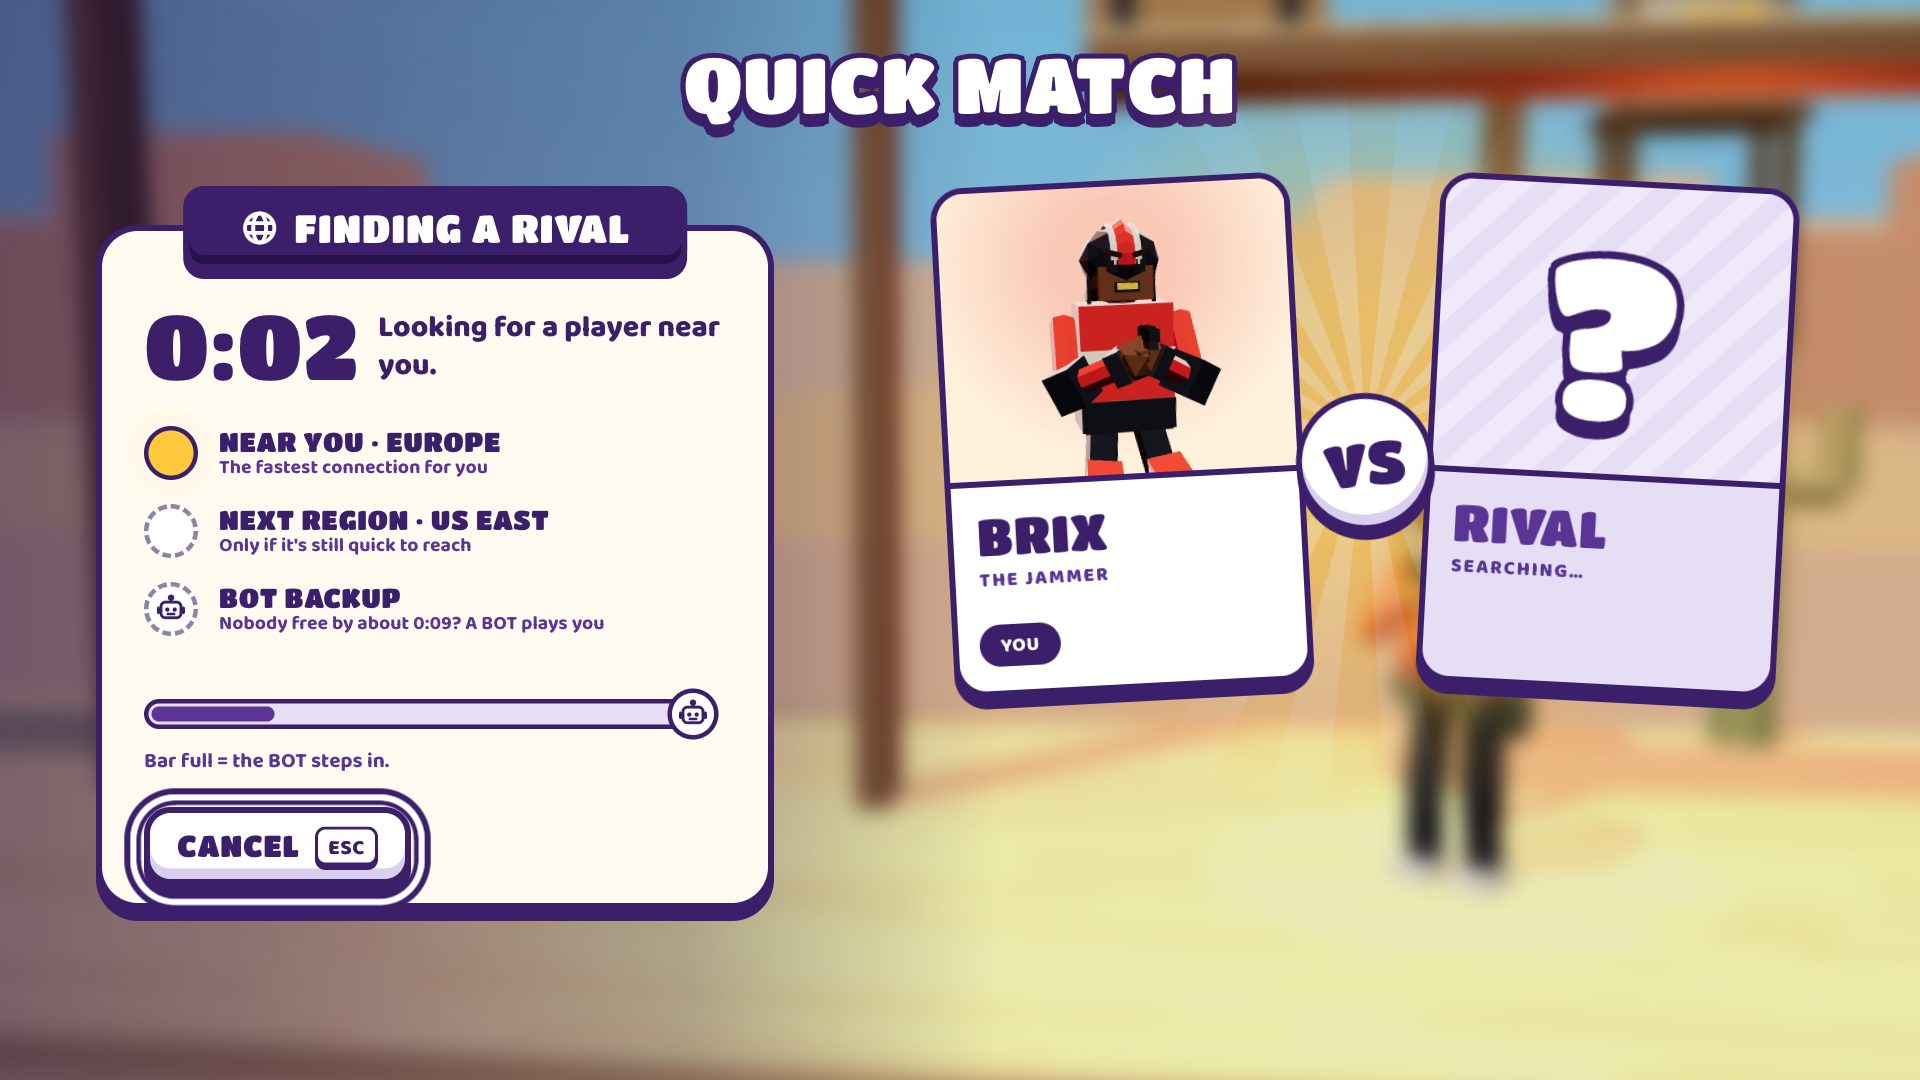 QUICK MATCH
FINDING A RIVAL
0:02
Looking for a player near
you.
NEAR YOU · EUROPE
The fastest connection for you
NEXT REGION · US EAST
Only if it's still quick to reach
BOT BACKUP
Nobody free by about 0:09? A BOT plays you
Bar full = the BOT steps in.
CANCEL ESC
BRIX
THE JAMMER
YOU
VS
?
RIVAL
SEARCHING...